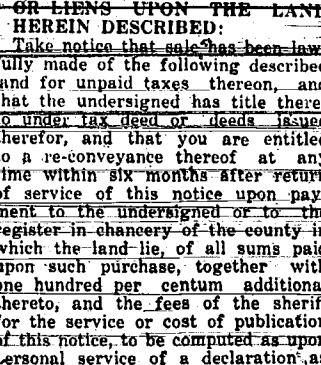 OR LIENS UPON THE LAND
HEREIN DESCRIBED:
Take notice that sale has been law-
fully made of the following described
land for unpaid taxes thereon, and
that the undersigned has title there-
to under tax deed or deeds issued
therefor, and that you are entitled
to a re-conveyance thereof at any
time within six months after return
of service of this notice upon pay-
ment to the undersigned or to the
register in chancery of the county in
which the land lie, of all sums paid
upon such purchase, together with
one hundred per centum additional
thereto, and the fees of the sheriff
for the service or cost of publication
of this notice, to be computed as upon
personal service of a declaration as